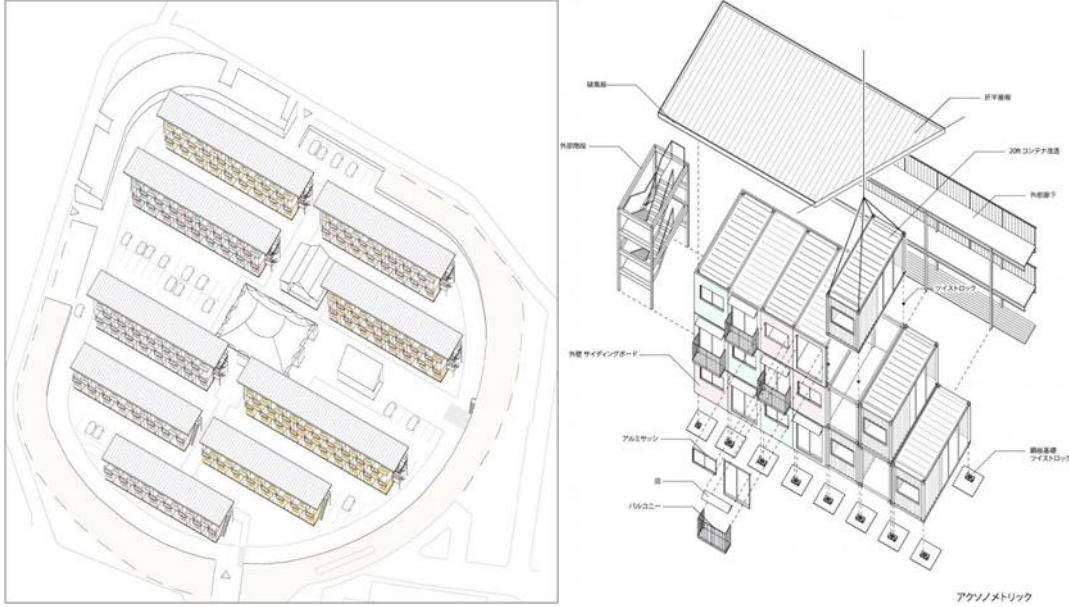 破風板
折半屋根
外部階段
20ft コンテナ改造
外部廊下
ツイストロック
外壁 サイディングボード
アルミサッシ
庇
バルコニー
鋼板基礎
ツイストロック
アクソノメトリック